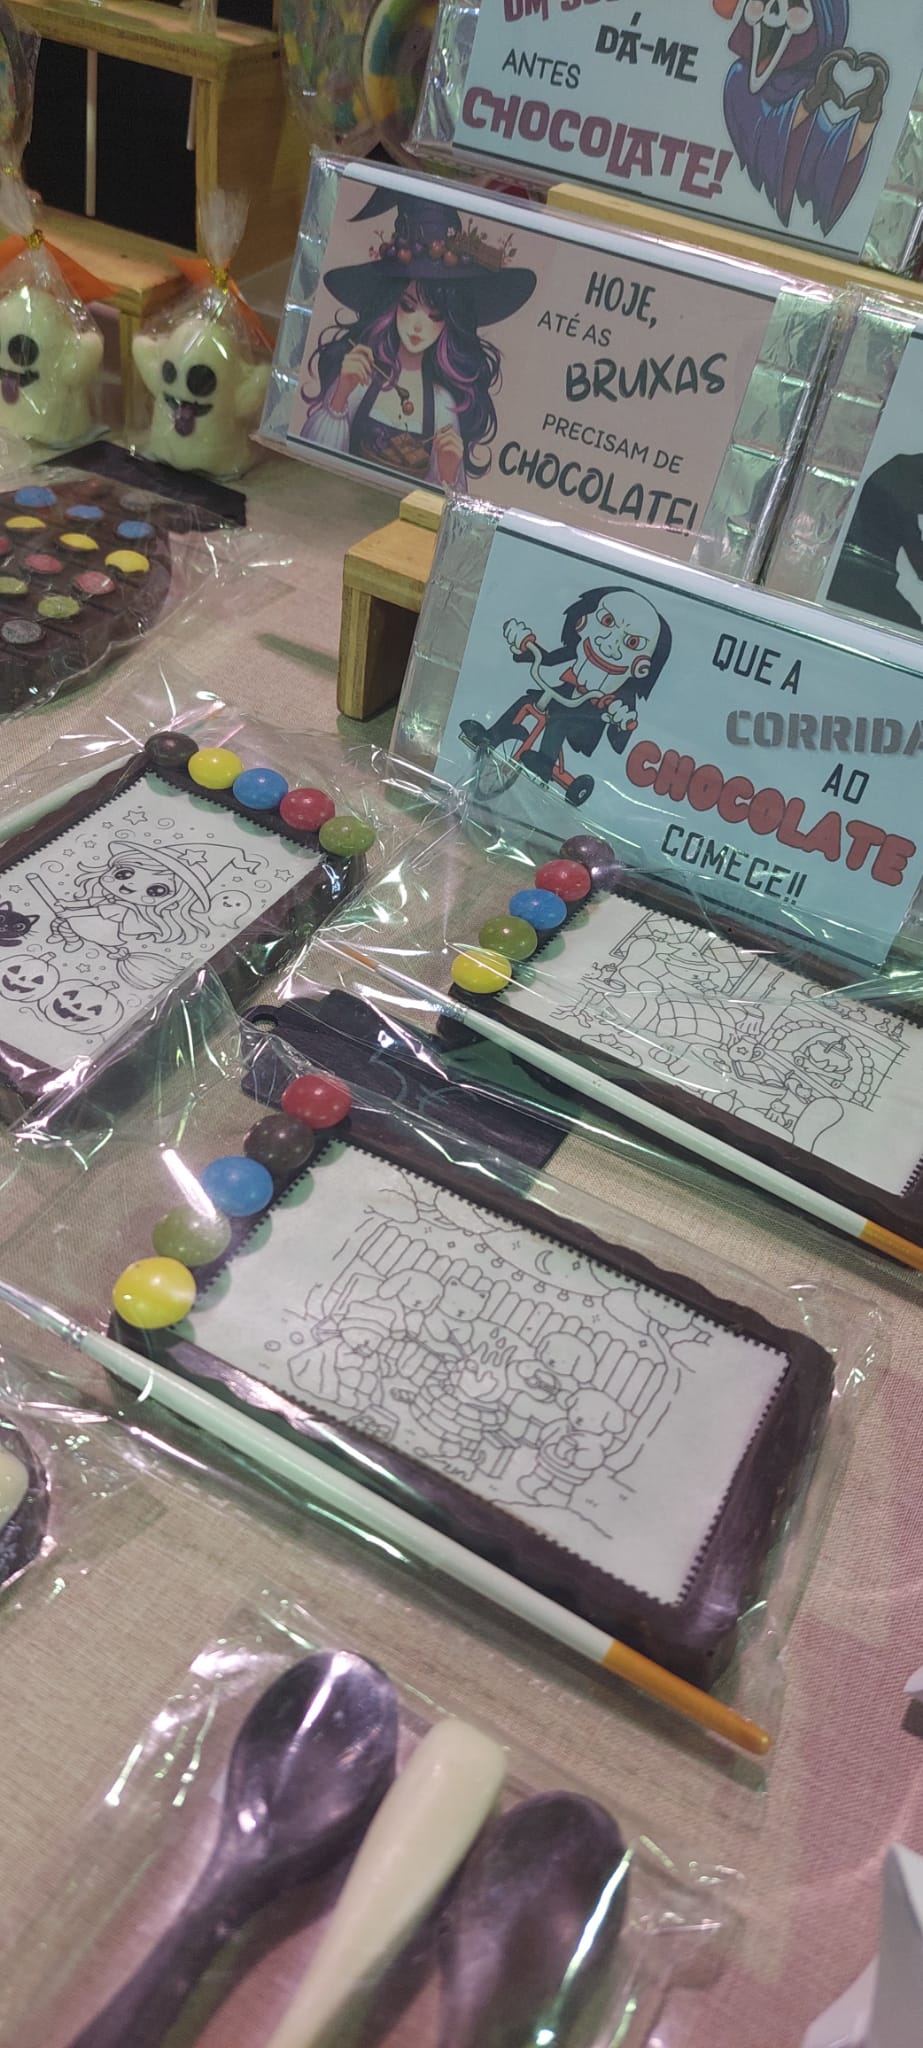 DÁ-ME
ANTES
CHOCOLATE!
HOJE,
ATÉ AS
BRUXAS
PRECISAM DE
CHOCOLATE!
QUE A
CORRIDA
AO
CHOCOLATE
COMECE!!